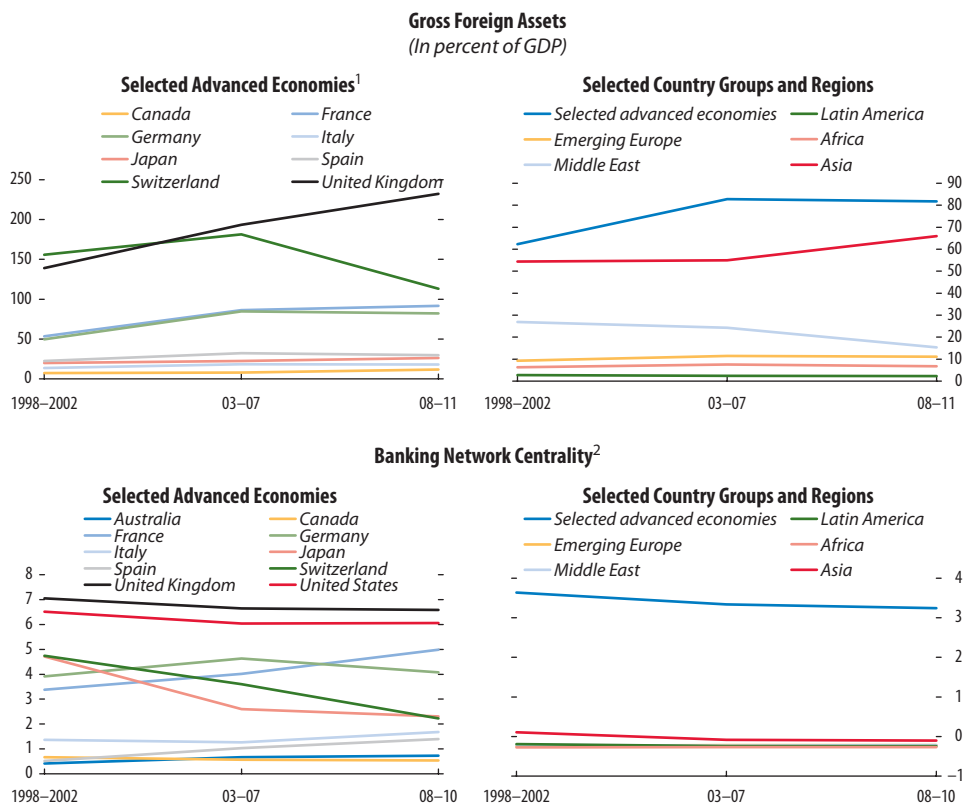 Gross Foreign Assets
(In percent of GDP)
Selected Advanced Economies1
Canada France
Germany Italy
Japan Spain
Switzerland United Kingdom
250
200
150
100
50
0
1998–2002 03–07 08–11
Selected Country Groups and Regions
Selected advanced economies Latin America
Emerging Europe Africa
Middle East Asia
90
80
70
60
50
40
30
20
10
0
1998–2002 03–07 08–11
Banking Network Centrality2
Selected Advanced Economies
Australia Canada
France Germany
Italy Japan
Spain Switzerland
United Kingdom United States
8
7
6
5
4
3
2
1
0
1998–2002 03–07 08–10
Selected Country Groups and Regions
Selected advanced economies Latin America
Emerging Europe Africa
Middle East Asia
4
3
2
1
0
–1
1998–2002 03–07 08–10